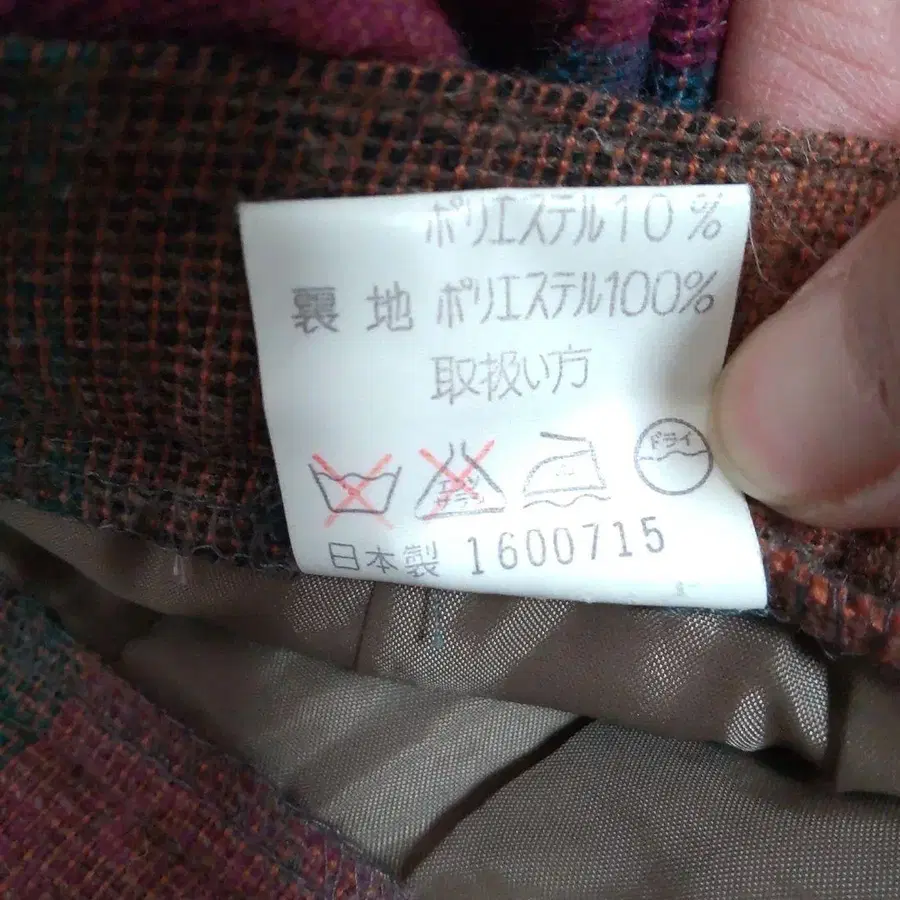 ポリエステル10%
裏地 ポリエステル100%
取扱い方
ドライ
日本製 1600715